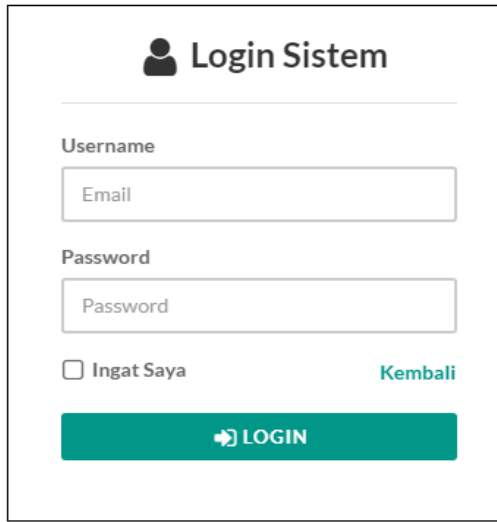 Login Sistem
Username
Email
Password
Password
Ingat Saya
Kembali
LOGIN